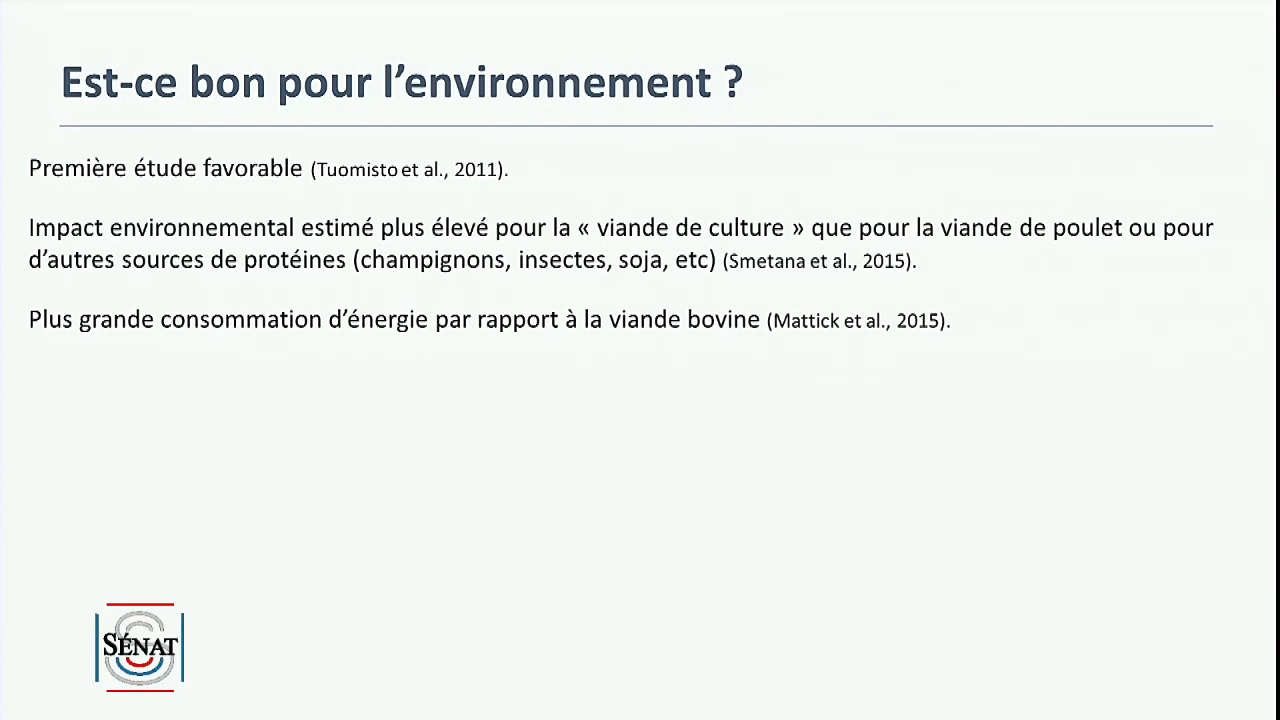 Est-ce bon pour l’environnement ?
Première étude favorable (Tuomisto et al., 2011).
Impact environnemental estimé plus élevé pour la « viande de culture » que pour la viande de poulet ou pour
d’autres sources de protéines (champignons, insectes, soja, etc) (Smetana et al., 2015).
Plus grande consommation d’énergie par rapport à la viande bovine (Mattick et al., 2015).
SÉNAT